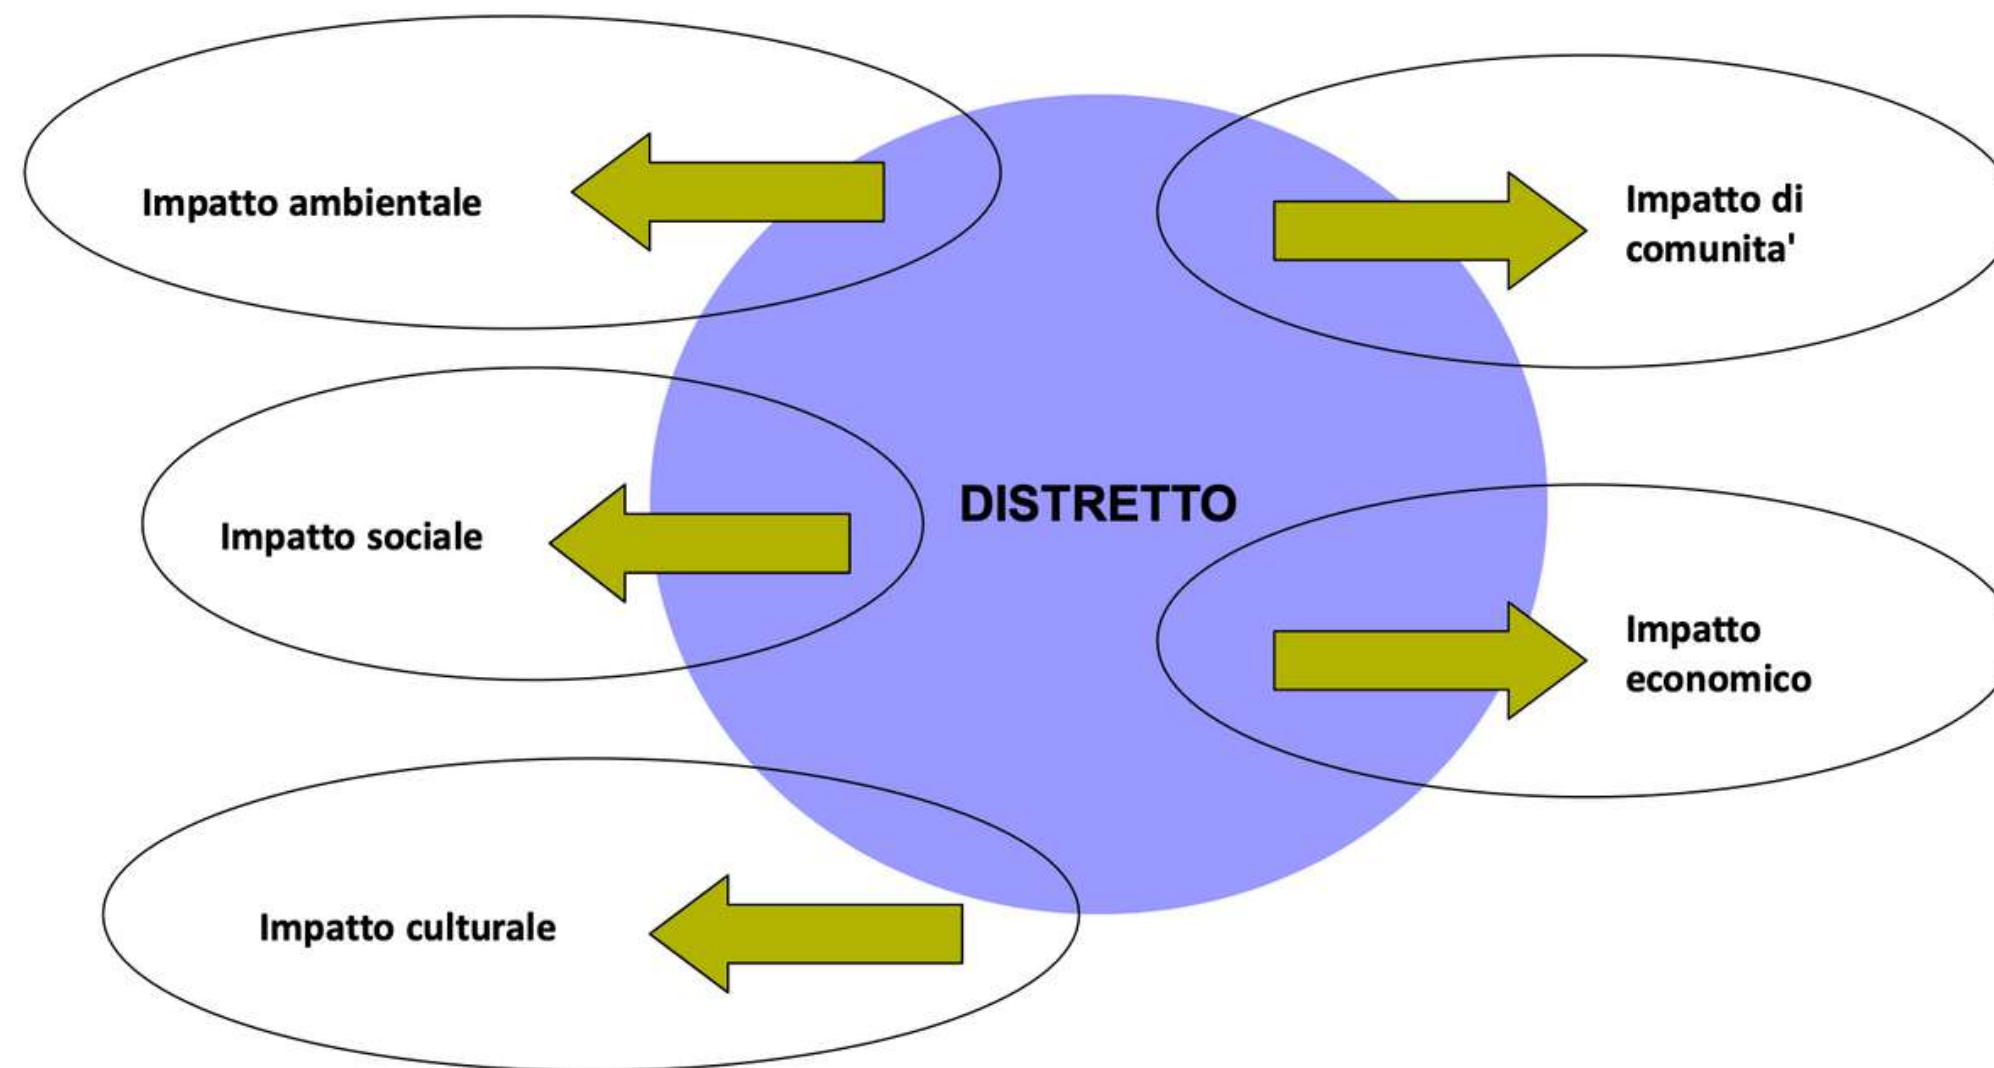 Impatto ambientale
Impatto di
comunita'
Impatto sociale
DISTRETTO
Impatto
economico
Impatto culturale